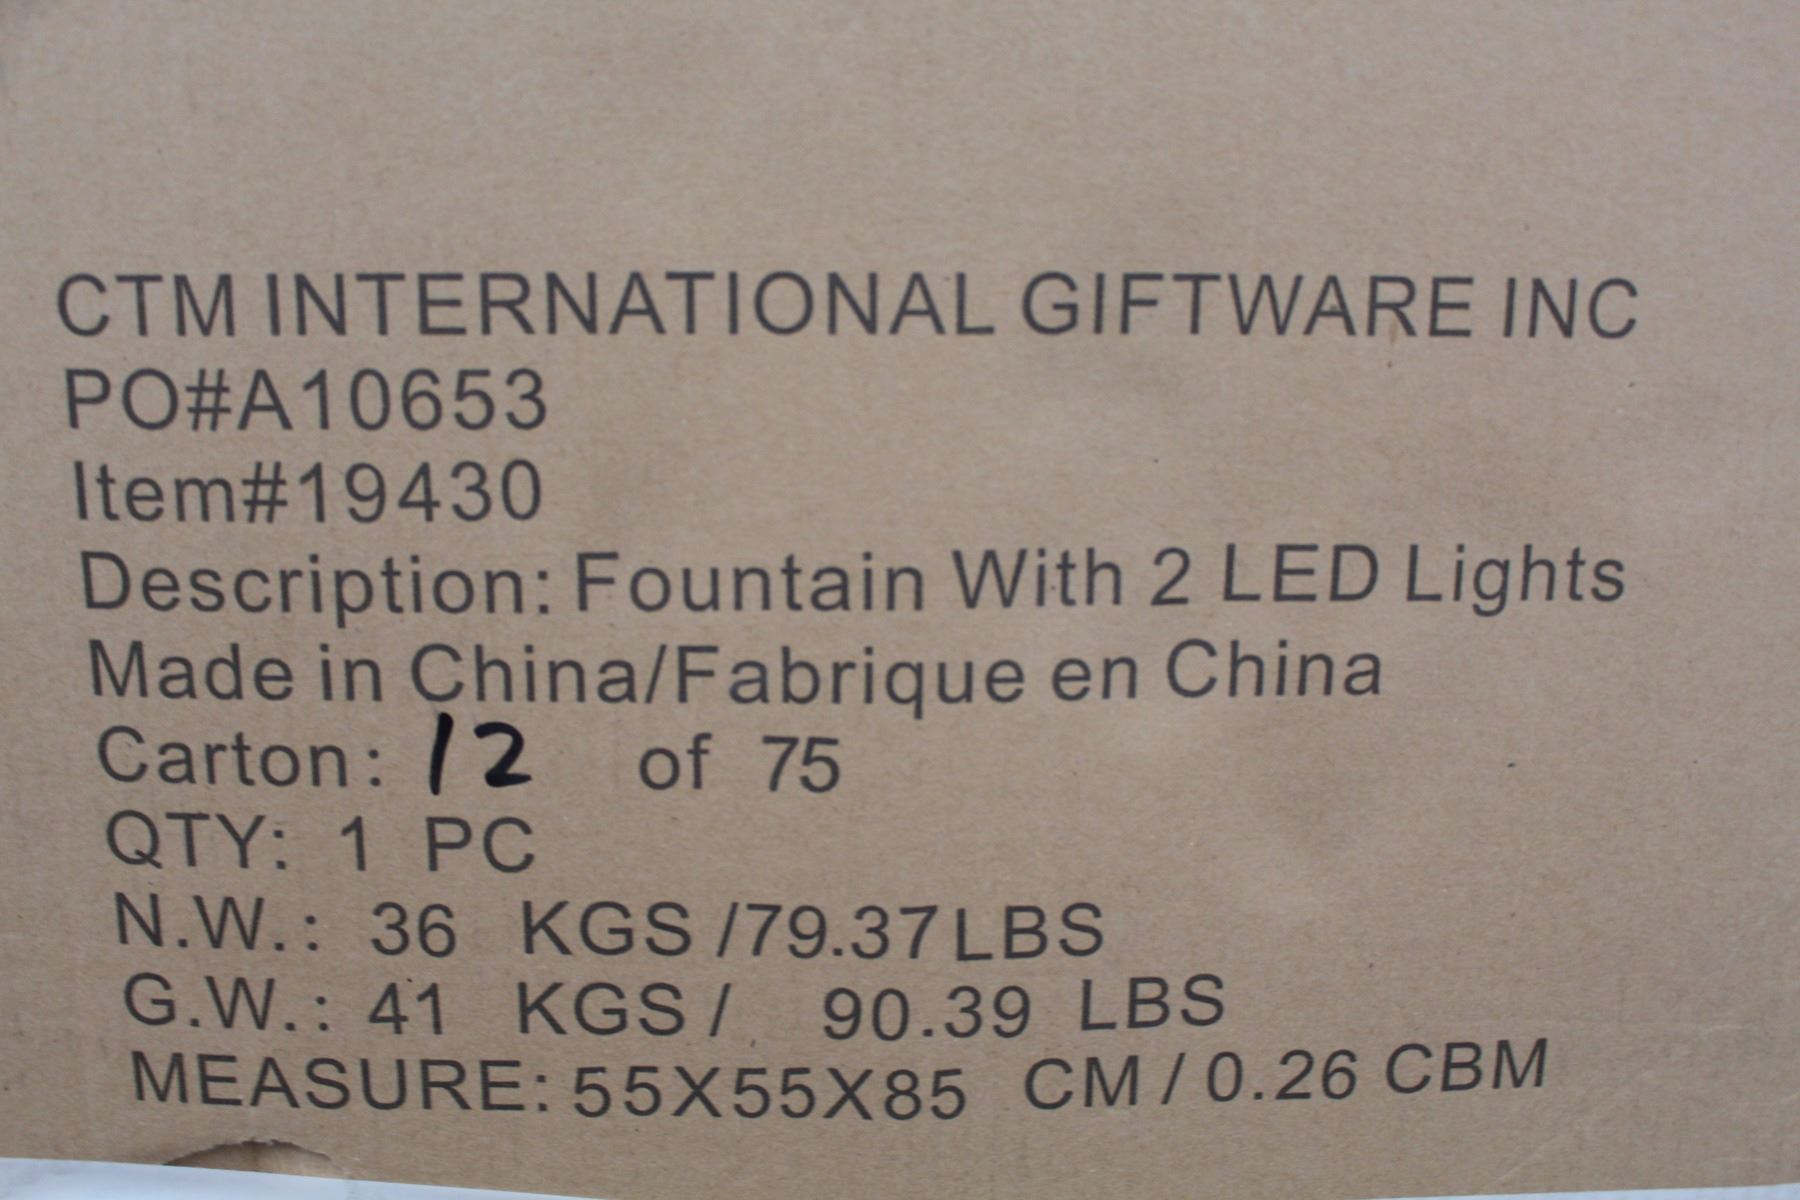 CTM INTERNATIONAL GIFTWARE INC
PO#A10653
Item#19430
Description: Fountain With 2 LED Lights
Made in China/Fabrique en China
Carton: 12 of 75
QTY: 1 PC
N.W.: 36 KGS /79.37LBS
G.W.: 41 KGS / 90.39 LBS
MEASURE: 55X55X85 CM / 0.26 CBM